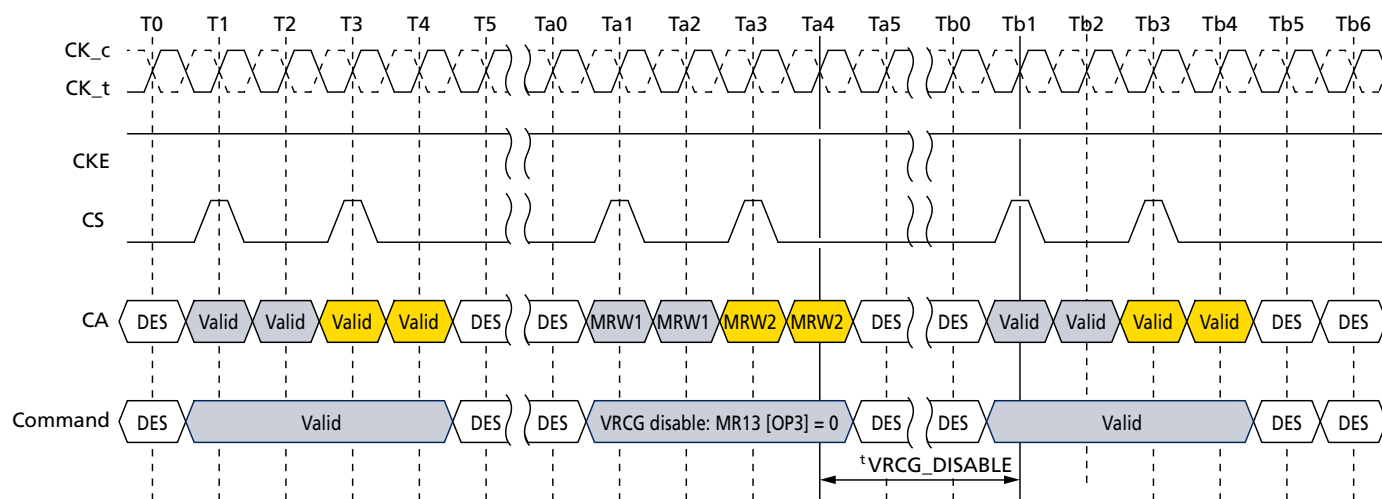 T0 T1 T2 T3 T4 T5 Ta0 Ta1 Ta2 Ta3 Ta4 Ta5 Tb0 Tb1 Tb2 Tb3 Tb4 Tb5 Tb6
CK_c
CK_t
CKE
CS
CA DES Valid Valid Valid Valid DES DES MRW1 MRW1 MRW2 MRW2 DES DES Valid Valid Valid Valid DES DES
Command DES Valid DES DES VRCG disable: MR13 [OP3] = 0 DES DES Valid DES DES
tVRCG_DISABLE